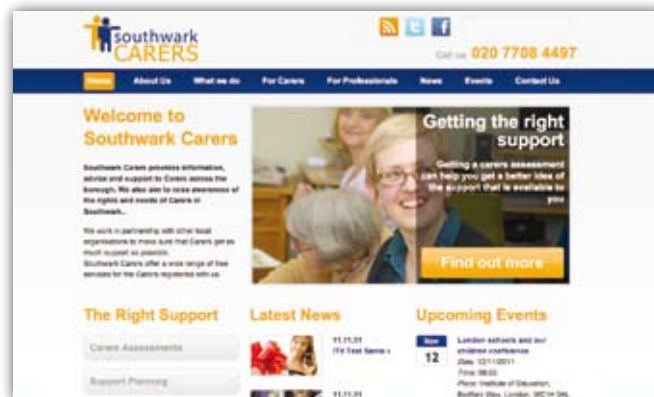 southwark
CARERS
Call us 020 7708 4497
Home About Us What we do For Carers For Professionals News Events Contact Us
Welcome to
Southwark Carers
Southwark Carers provides information,
advice and support to Carers across the
borough. We also aim to raise awareness of
the rights and needs of Carers in
Southwark...
We work in partnership with other local
organisations to make sure that Carers get as
much support as possible.
Southwark Carers offer a wide range of free
services for the Carers registered with us.
Getting the right
support
Getting a carers assessment
can help you get a better idea of
the support that is available to
you
Find out more
The Right Support
Carers Assessments
Support Planning
Latest News
11.11.11
ITV Text Santa
11.11.11
Upcoming Events
Nov
12
London schools and our
children conference
Date: 12/11/2011
Time: 09:00
Place: Institute of Education,
Bedford Way, London, WC1H 0AL